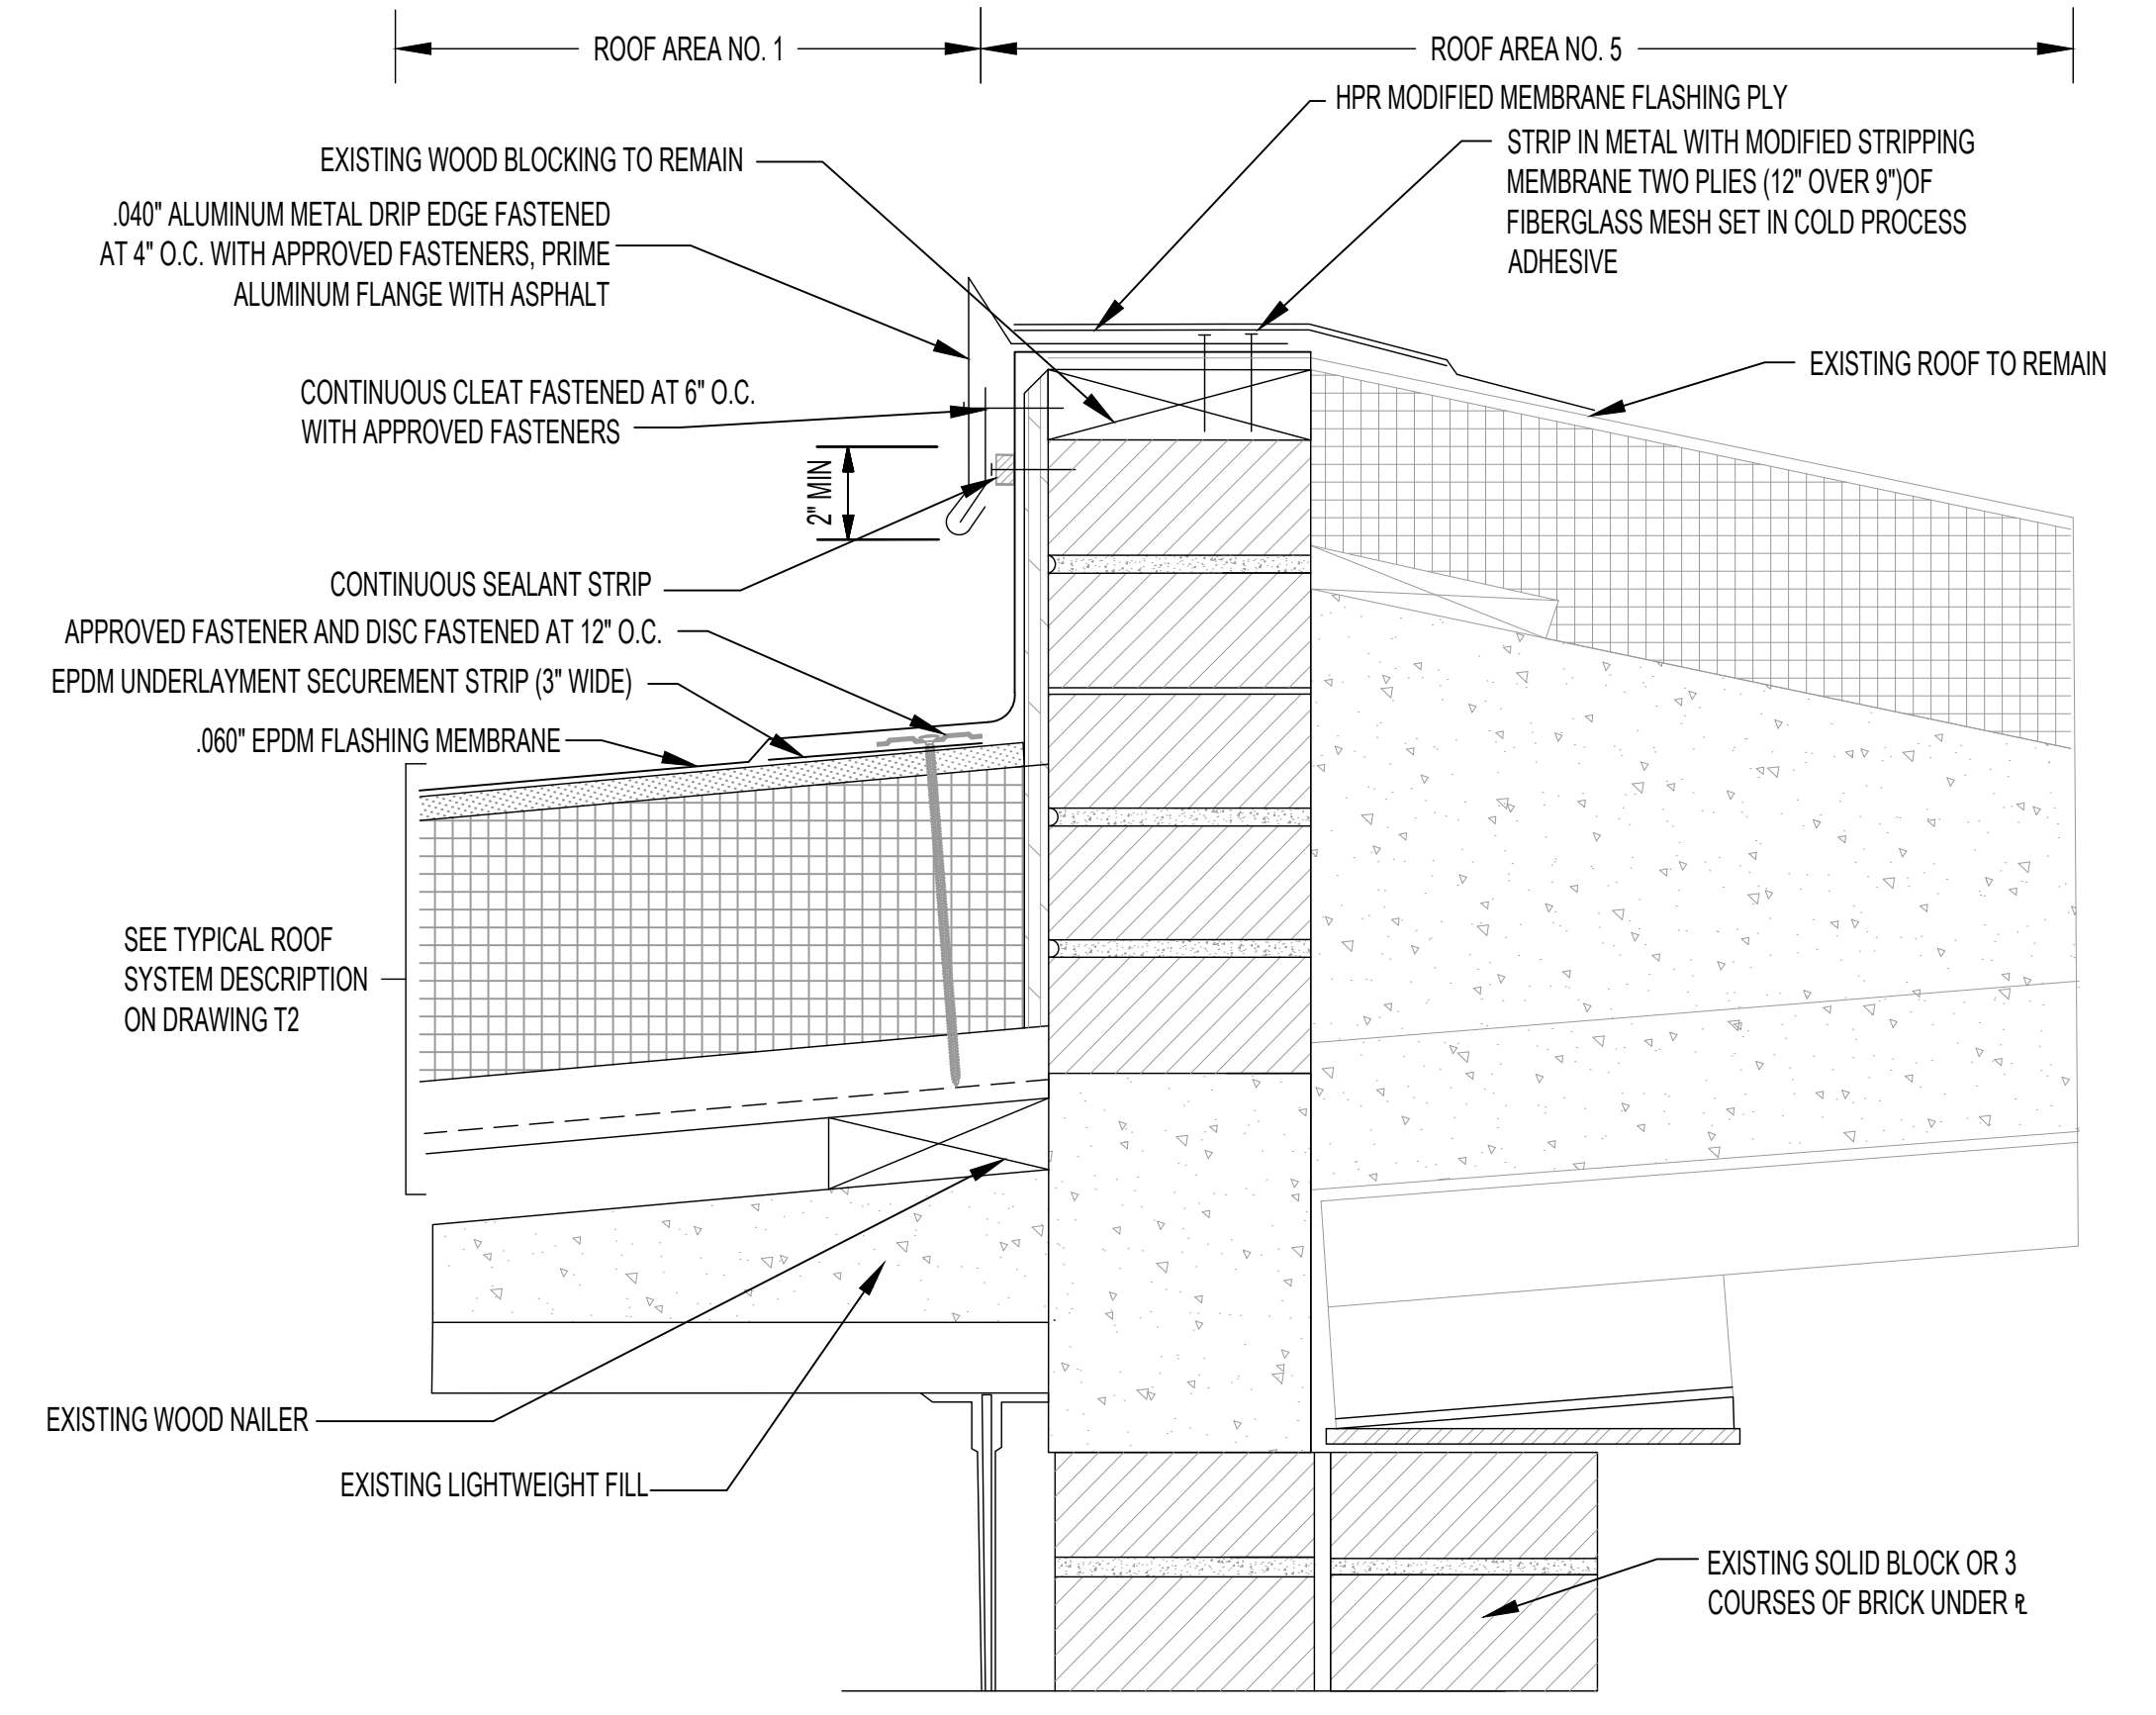 ROOF AREA NO. 1
ROOF AREA NO. 5
HPR MODIFIED MEMBRANE FLASHING PLY
STRIP IN METAL WITH MODIFIED STRIPPING
MEMBRANE TWO PLIES (12" OVER 9")OF
FIBERGLASS MESH SET IN COLD PROCESS
ADHESIVE
EXISTING WOOD BLOCKING TO REMAIN
.040" ALUMINUM METAL DRIP EDGE FASTENED
AT 4" O.C. WITH APPROVED FASTENERS, PRIME
ALUMINUM FLANGE WITH ASPHALT
EXISTING ROOF TO REMAIN
CONTINUOUS CLEAT FASTENED AT 6" O.C.
WITH APPROVED FASTENERS
2" MIN
CONTINUOUS SEALANT STRIP
APPROVED FASTENER AND DISC FASTENED AT 12" O.C.
EPDM UNDERLAYMENT SECUREMENT STRIP (3" WIDE)
.060" EPDM FLASHING MEMBRANE
SEE TYPICAL ROOF
SYSTEM DESCRIPTION
ON DRAWING T2
EXISTING WOOD NAILER
EXISTING LIGHTWEIGHT FILL
EXISTING SOLID BLOCK OR 3
COURSES OF BRICK UNDER ⅊